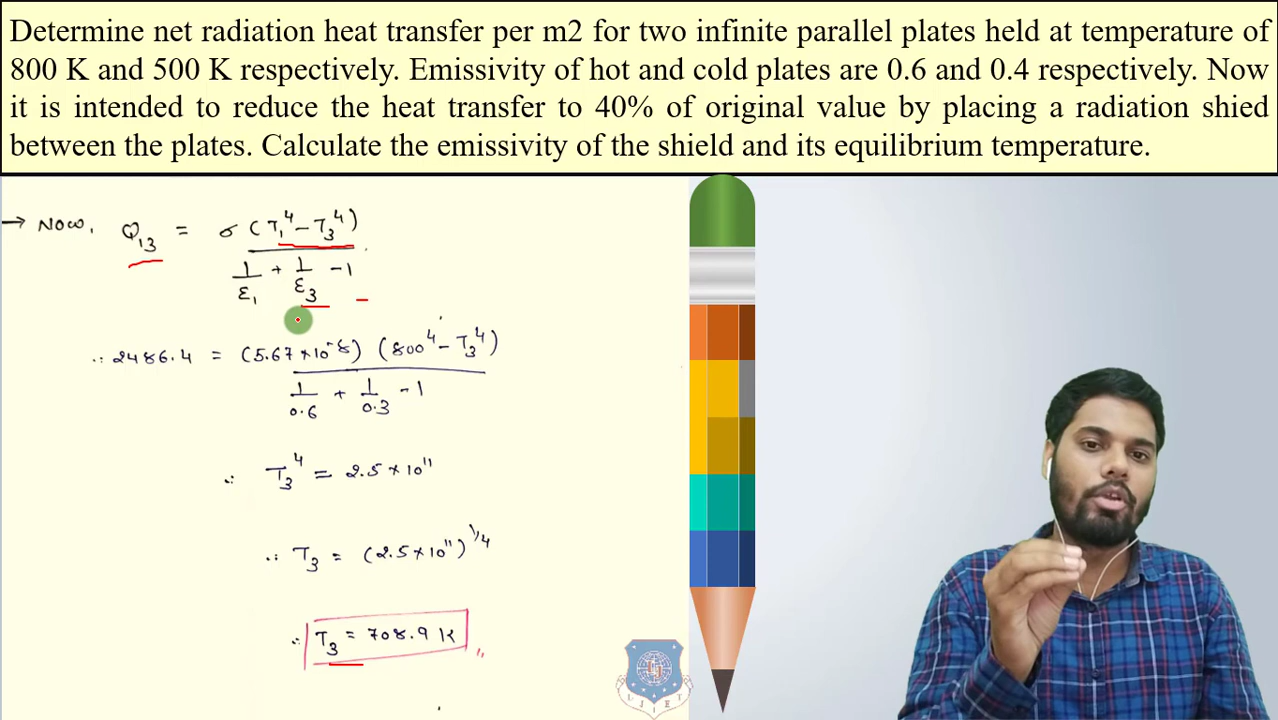 Determine net radiation heat transfer per m2 for two infinite parallel plates held at temperature of
800 K and 500 K respectively. Emissivity of hot and cold plates are 0.6 and 0.4 respectively. Now
it is intended to reduce the heat transfer to 40% of original value by placing a radiation shied
between the plates. Calculate the emissivity of the shield and its equilibrium temperature.
→ Now, Q₁₃ = σ (T₁⁴ - T₃⁴)
1/ε₁ + 1/ε₃ - 1
∴ 2486.4 = (5.67 × 10⁻⁸) (800⁴ - T₃⁴)
1/0.6 + 1/0.3 - 1
∴ T₃⁴ = 2.5 × 10¹¹
∴ T₃ = (2.5 × 10¹¹)^1/4
∴ T₃ = 708.9 K